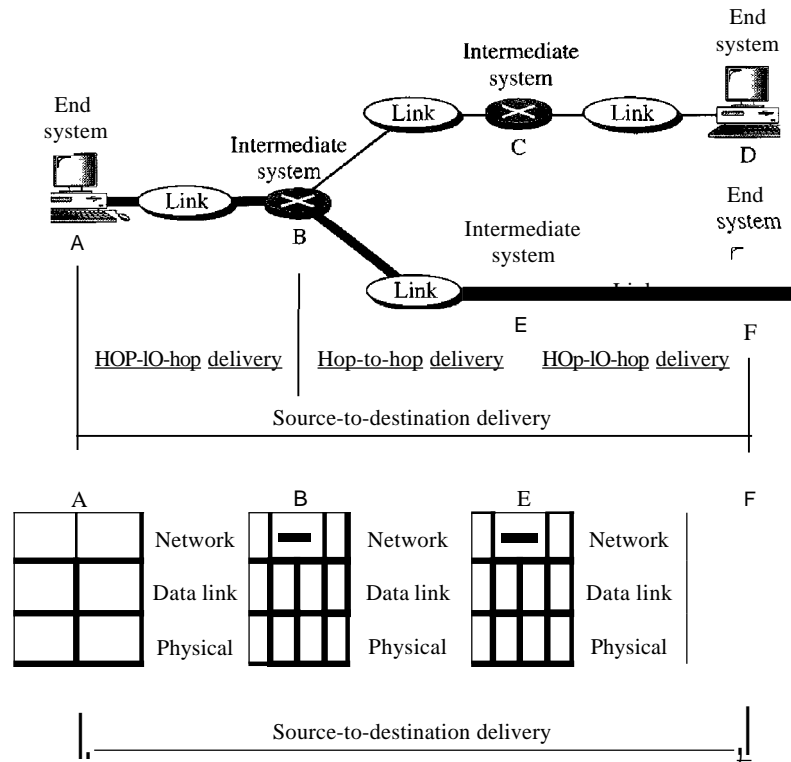 End
system
Intermediate
system
Link
Link
C
D
End
system
Intermediate
system
Link
A
B
End
system
Intermediate
system
Link
Link
E
F
HOP-lO-hop delivery
Hop-to-hop delivery
HOp-lO-hop delivery
Source-to-destination delivery
A
B
E
F
Network
Network
Network
Data link
Data link
Data link
Physical
Physical
Physical
Source-to-destination delivery